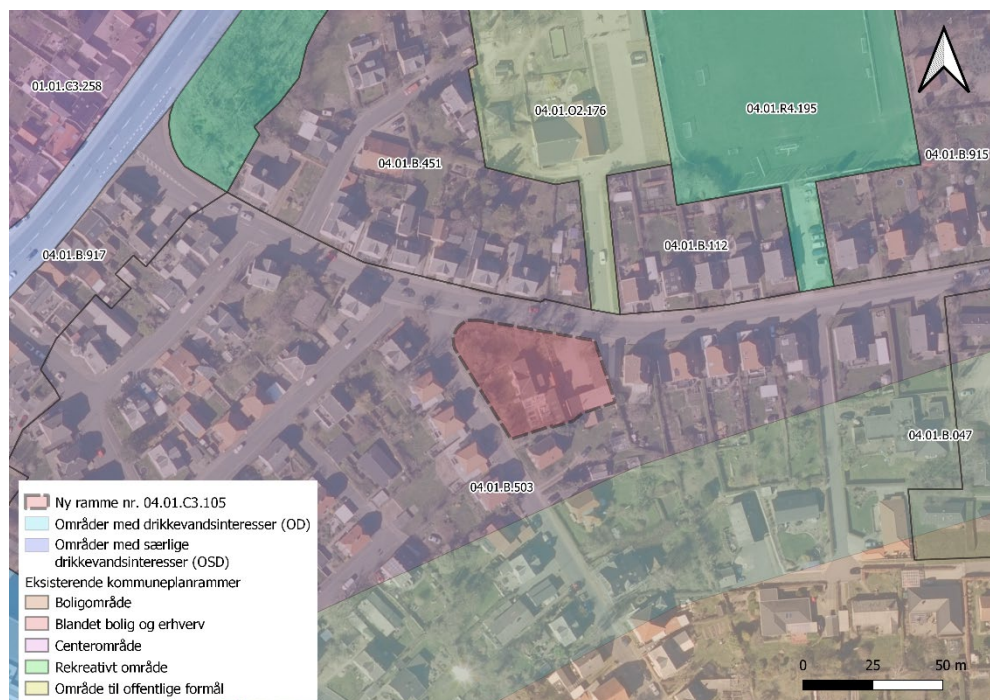 01.01.C3.258
04.01.O2.176
04.01.R4.195
04.01.B.451
04.01.B.915
04.01.B.917
04.01.B.112
04.01.B.047
04.01.B.503
Ny ramme nr. 04.01.C3.105
Områder med drikkevandsinteresser (OD)
Områder med særlige
drikkevandsinteresser (OSD)
Eksisterende kommuneplanrammer
Boligområde
Blandet bolig og erhverv
Centerområde
Rekreativt område
Område til offentlige formål
0 25 50 m